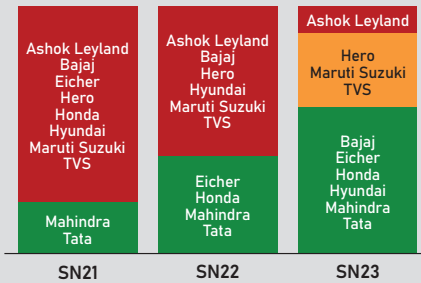 Ashok Leyland
Bajaj
Eicher
Hero
Honda
Hyundai
Maruti Suzuki
TVS
Mahindra
Tata
SN21
Ashok Leyland
Bajaj
Hero
Hyundai
Maruti Suzuki
TVS
Eicher
Honda
Mahindra
Tata
SN22
Ashok Leyland
Hero
Maruti Suzuki
TVS
Bajaj
Eicher
Honda
Hyundai
Mahindra
Tata
SN23